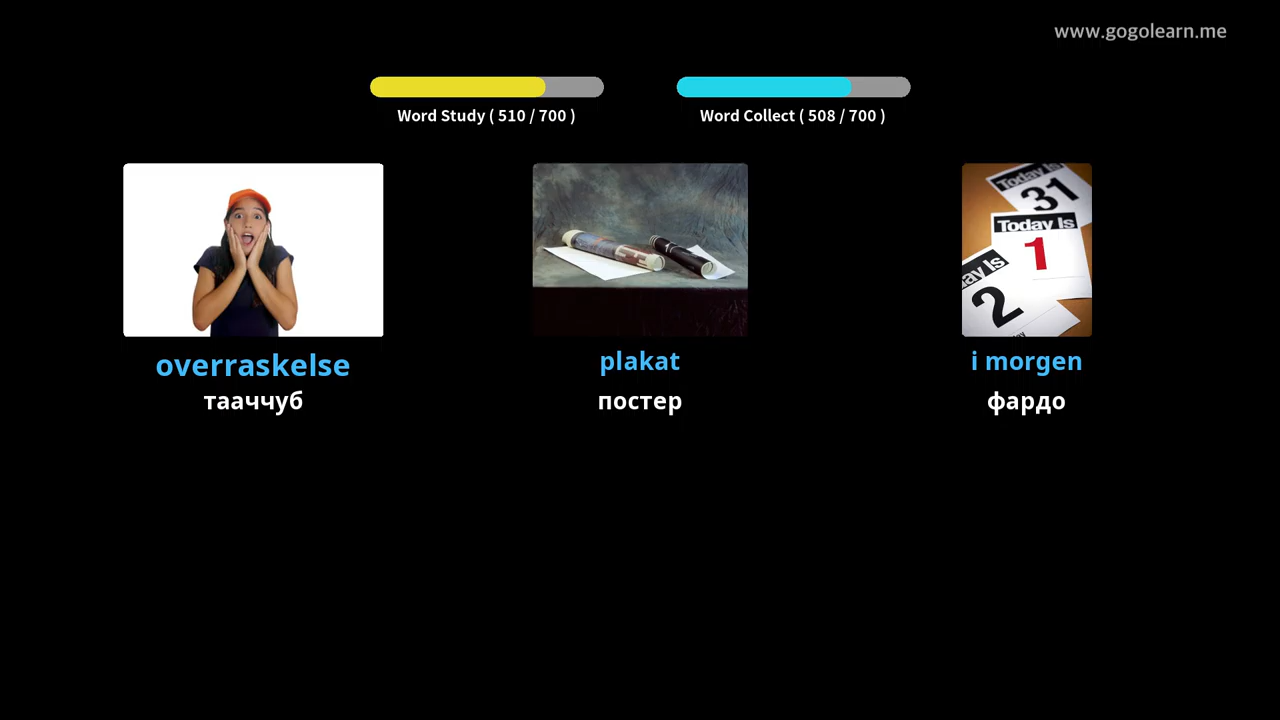 www.gogolearn.me
Word Study ( 510 / 700 )
Word Collect ( 508 / 700 )
Today Is
31
Today Is
1
ay Is
2
overraskelse
plakat
i morgen
тааччуб
постер
фардо